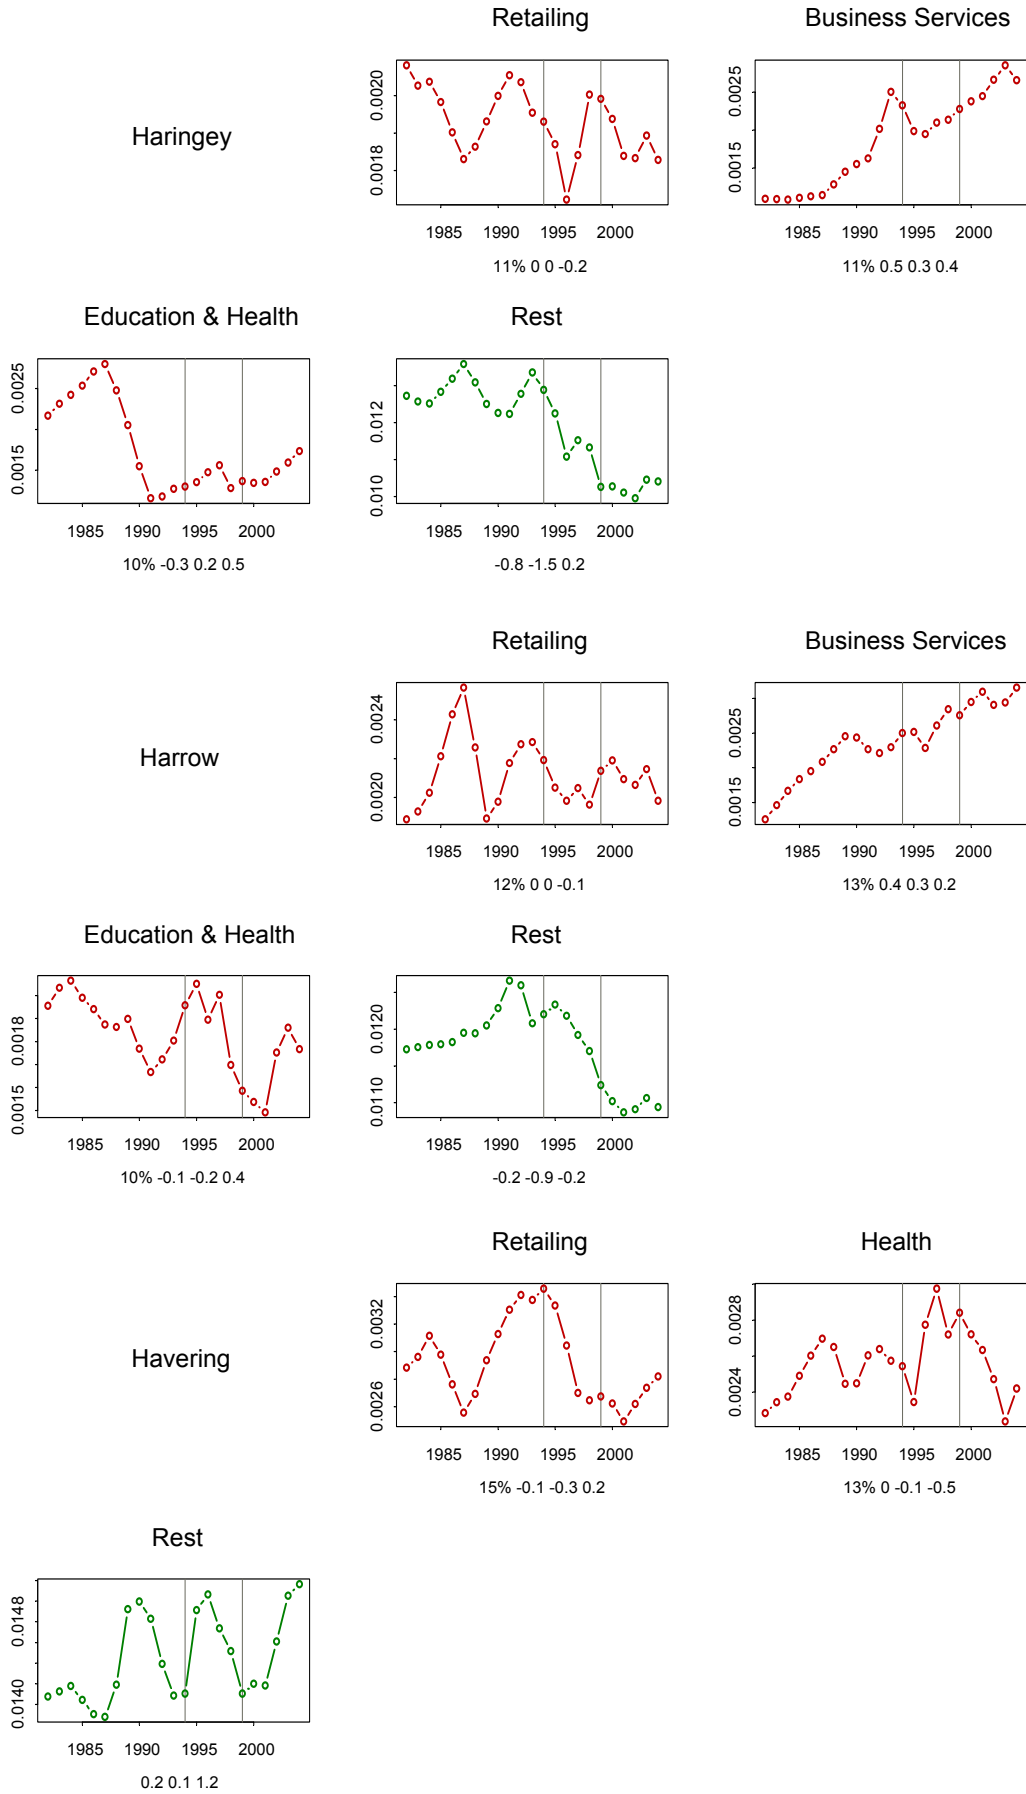 Retailing
Business Services
Haringey
0.0018 0.0020
1985 1990 1995 2000
11% 0 0 -0.2
0.0015 0.0025
1985 1990 1995 2000
11% 0.5 0.3 0.4
Education & Health
Rest
0.0015 0.0025
1985 1990 1995 2000
10% -0.3 0.2 0.5
0.010 0.012
1985 1990 1995 2000
-0.8 -1.5 0.2
Retailing
Business Services
Harrow
0.0020 0.0024
1985 1990 1995 2000
12% 0 0 -0.1
0.0015 0.0025
1985 1990 1995 2000
13% 0.4 0.3 0.2
Education & Health
Rest
0.0015 0.0018
1985 1990 1995 2000
10% -0.1 -0.2 0.4
0.0110 0.0120
1985 1990 1995 2000
-0.2 -0.9 -0.2
Retailing
Health
Havering
0.0026 0.0032
1985 1990 1995 2000
15% -0.1 -0.3 0.2
0.0024 0.0028
1985 1990 1995 2000
13% 0 -0.1 -0.5
Rest
0.0140 0.0148
1985 1990 1995 2000
0.2 0.1 1.2